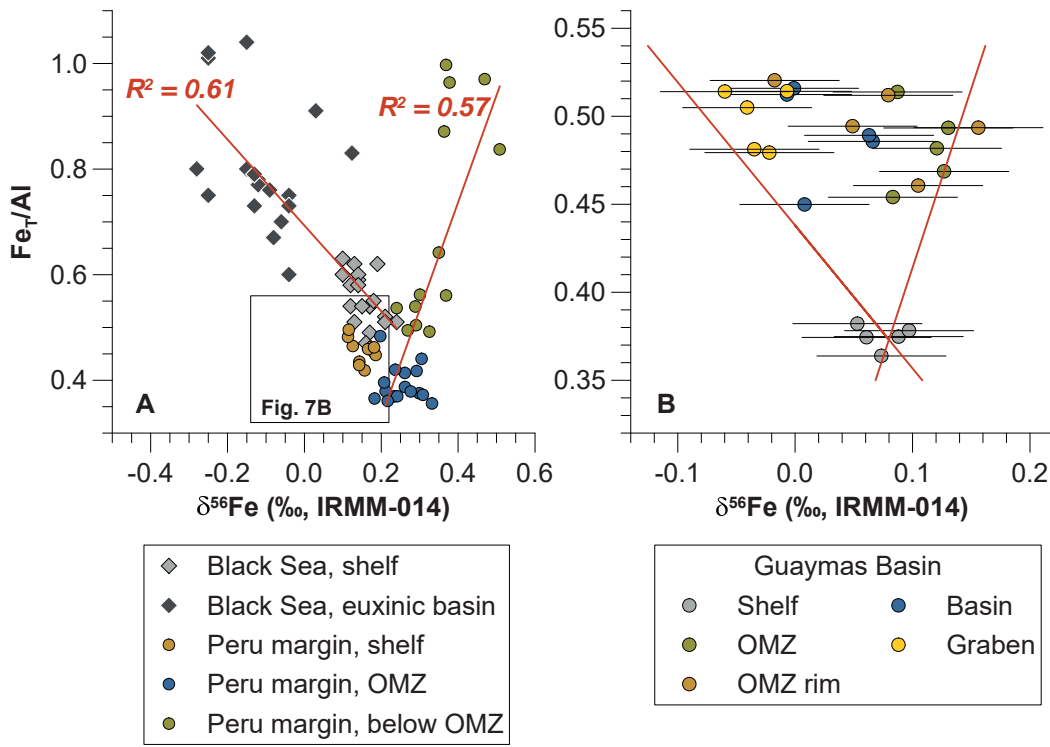 A
B
Fe_T/Al
1.0
0.8
0.6
0.4
R² = 0.61
R² = 0.57
Fig. 7B
-0.4
-0.2
0.0
0.2
0.4
0.6
δ⁵⁶Fe (‰, IRMM-014)
0.55
0.50
0.45
0.40
0.35
-0.1
0.0
0.1
0.2
δ⁵⁶Fe (‰, IRMM-014)
Black Sea, shelf
Black Sea, euxinic basin
Peru margin, shelf
Peru margin, OMZ
Peru margin, below OMZ
Guaymas Basin
Shelf
OMZ
OMZ rim
Basin
Graben